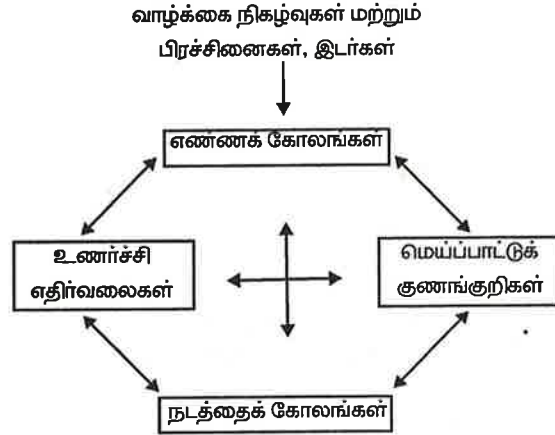 வாழ்க்கை நிகழ்வுகள் மற்றும்
பிரச்சினைகள், இடர்கள்
எண்ணக் கோலங்கள்
உணர்ச்சி
எதிர்வலைகள்
மெய்ப்பாட்டுக்
குணங்குறிகள்
நடத்தைக் கோலங்கள்